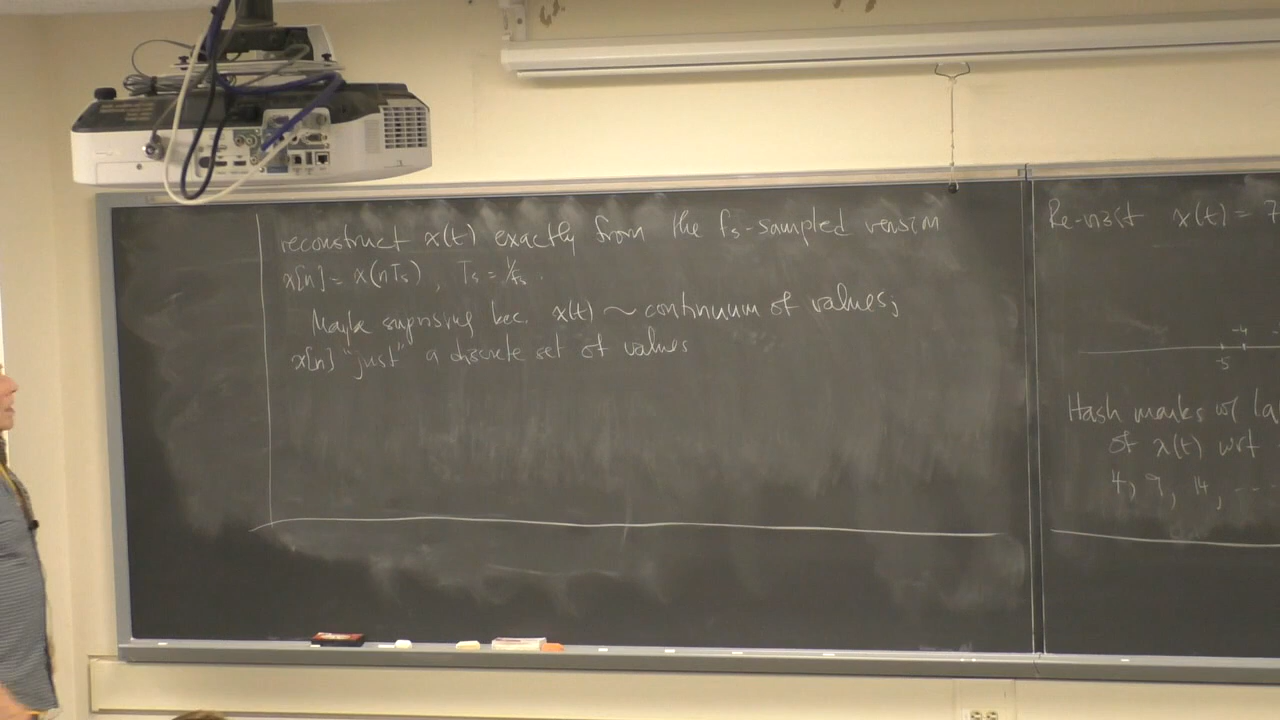 reconstruct x(t) exactly from the fs-sampled version
x[n] = x(nTs), Ts = 1/fs.
Maybe surprising bec. x(t) ~ continuum of values;
x[n] "just" a discrete set of values
Re-visit x(t) = 7
-4
-5
Hash marks w/ la
of x(t) wrt
4, 9, 14, ---